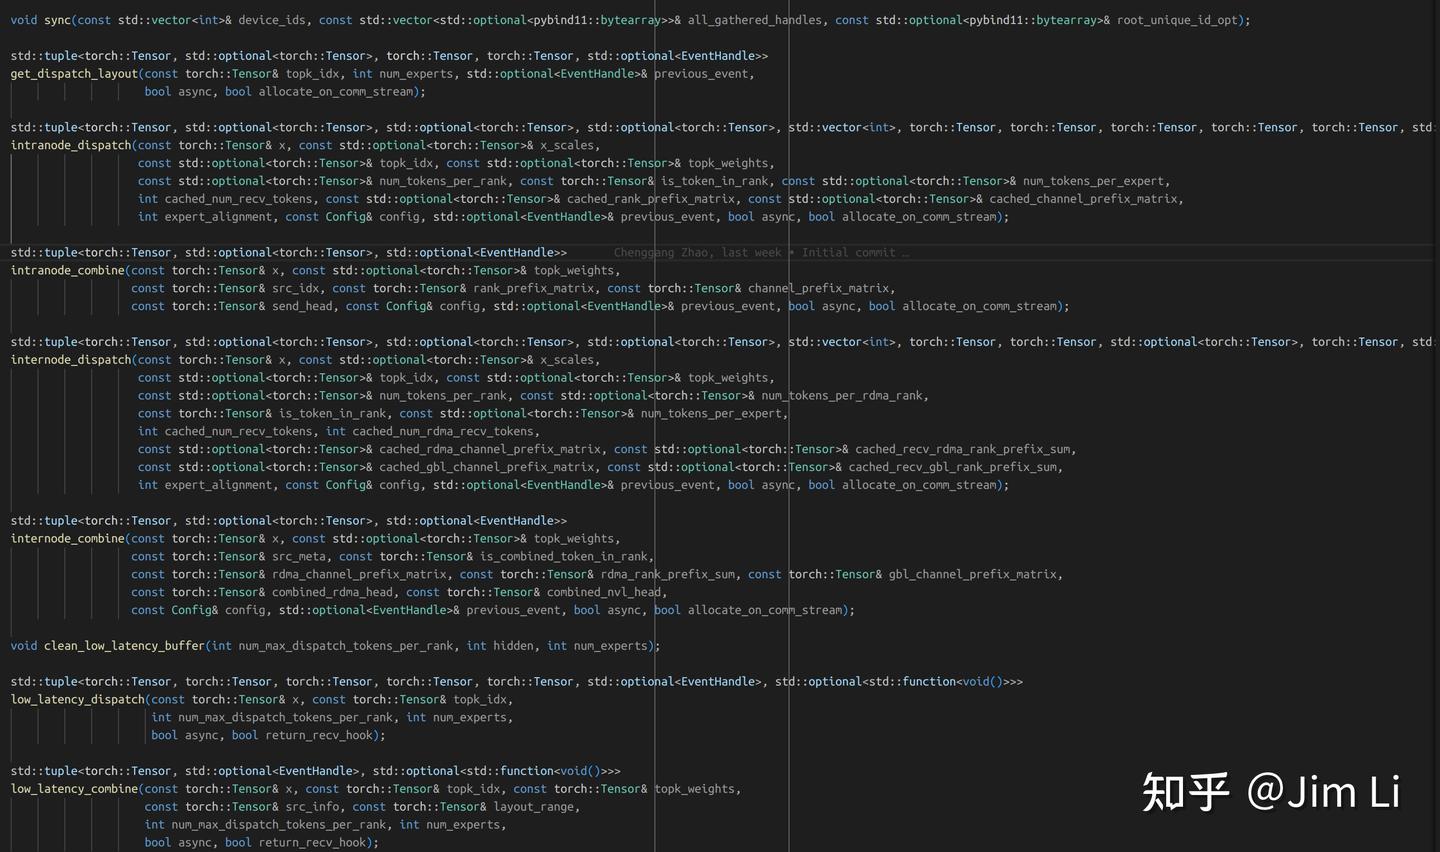 void sync(const std::vector<int>& device_ids, const std::vector<std::optional<pybind11::bytearray>>& all_gathered_handles, const std::optional<pybind11::bytearray>& root_unique_id_opt);
std::tuple<torch::Tensor, std::optional<torch::Tensor>, torch::Tensor, torch::Tensor, std::optional<EventHandle>>
get_dispatch_layout(const torch::Tensor& topk_idx, int num_experts, std::optional<EventHandle>& previous_event,
bool async, bool allocate_on_comm_stream);
std::tuple<torch::Tensor, std::optional<torch::Tensor>, std::optional<torch::Tensor>, std::optional<torch::Tensor>, std::vector<int>, torch::Tensor, torch::Tensor, torch::Tensor, torch::Tensor, torch::Tensor, std:
intranode_dispatch(const torch::Tensor& x, const std::optional<torch::Tensor>& x_scales,
const std::optional<torch::Tensor>& topk_idx, const std::optional<torch::Tensor>& topk_weights,
const std::optional<torch::Tensor>& num_tokens_per_rank, const torch::Tensor& is_token_in_rank, const std::optional<torch::Tensor>& num_tokens_per_expert,
int cached_num_recv_tokens, const std::optional<torch::Tensor>& cached_rank_prefix_matrix, const std::optional<torch::Tensor>& cached_channel_prefix_matrix,
int expert_alignment, const Config& config, std::optional<EventHandle>& previous_event, bool async, bool allocate_on_comm_stream);
std::tuple<torch::Tensor, std::optional<torch::Tensor>, std::optional<EventHandle>> Chenggang Zhao, last week • Initial commit …
intranode_combine(const torch::Tensor& x, const std::optional<torch::Tensor>& topk_weights,
const torch::Tensor& src_idx, const torch::Tensor& rank_prefix_matrix, const torch::Tensor& channel_prefix_matrix,
const torch::Tensor& send_head, const Config& config, std::optional<EventHandle>& previous_event, bool async, bool allocate_on_comm_stream);
std::tuple<torch::Tensor, std::optional<torch::Tensor>, std::optional<torch::Tensor>, std::optional<torch::Tensor>, std::vector<int>, torch::Tensor, torch::Tensor, std::optional<torch::Tensor>, torch::Tensor, std:
internode_dispatch(const torch::Tensor& x, const std::optional<torch::Tensor>& x_scales,
const std::optional<torch::Tensor>& topk_idx, const std::optional<torch::Tensor>& topk_weights,
const std::optional<torch::Tensor>& num_tokens_per_rank, const std::optional<torch::Tensor>& num_tokens_per_rdma_rank,
const torch::Tensor& is_token_in_rank, const std::optional<torch::Tensor>& num_tokens_per_expert,
int cached_num_recv_tokens, int cached_num_rdma_recv_tokens,
const std::optional<torch::Tensor>& cached_rdma_channel_prefix_matrix, const std::optional<torch::Tensor>& cached_recv_rdma_rank_prefix_sum,
const std::optional<torch::Tensor>& cached_gbl_channel_prefix_matrix, const std::optional<torch::Tensor>& cached_recv_gbl_rank_prefix_sum,
int expert_alignment, const Config& config, std::optional<EventHandle>& previous_event, bool async, bool allocate_on_comm_stream);
std::tuple<torch::Tensor, std::optional<torch::Tensor>, std::optional<EventHandle>>
internode_combine(const torch::Tensor& x, const std::optional<torch::Tensor>& topk_weights,
const torch::Tensor& src_meta, const torch::Tensor& is_combined_token_in_rank,
const torch::Tensor& rdma_channel_prefix_matrix, const torch::Tensor& rdma_rank_prefix_sum, const torch::Tensor& gbl_channel_prefix_matrix,
const torch::Tensor& combined_rdma_head, const torch::Tensor& combined_nvl_head,
const Config& config, std::optional<EventHandle>& previous_event, bool async, bool allocate_on_comm_stream);
void clean_low_latency_buffer(int num_max_dispatch_tokens_per_rank, int hidden, int num_experts);
std::tuple<torch::Tensor, torch::Tensor, torch::Tensor, torch::Tensor, torch::Tensor, std::optional<EventHandle>, std::optional<std::function<void()>>>
low_latency_dispatch(const torch::Tensor& x, const torch::Tensor& topk_idx,
int num_max_dispatch_tokens_per_rank, int num_experts,
bool async, bool return_recv_hook);
std::tuple<torch::Tensor, std::optional<EventHandle>, std::optional<std::function<void()>>>
low_latency_combine(const torch::Tensor& x, const torch::Tensor& topk_idx, const torch::Tensor& topk_weights,
const torch::Tensor& src_info, const torch::Tensor& layout_range,
int num_max_dispatch_tokens_per_rank, int num_experts,
bool async, bool return_recv_hook);
知乎 @Jim Li